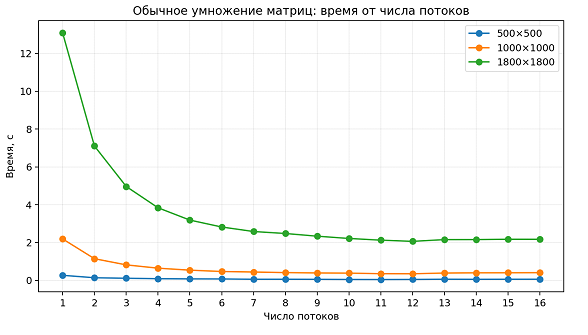 Обычное умножение матриц: время от числа потоков
500×500
1000×1000
1800×1800
Время, с
12
10
8
6
4
2
0
1 2 3 4 5 6 7 8 9 10 11 12 13 14 15 16
Число потоков